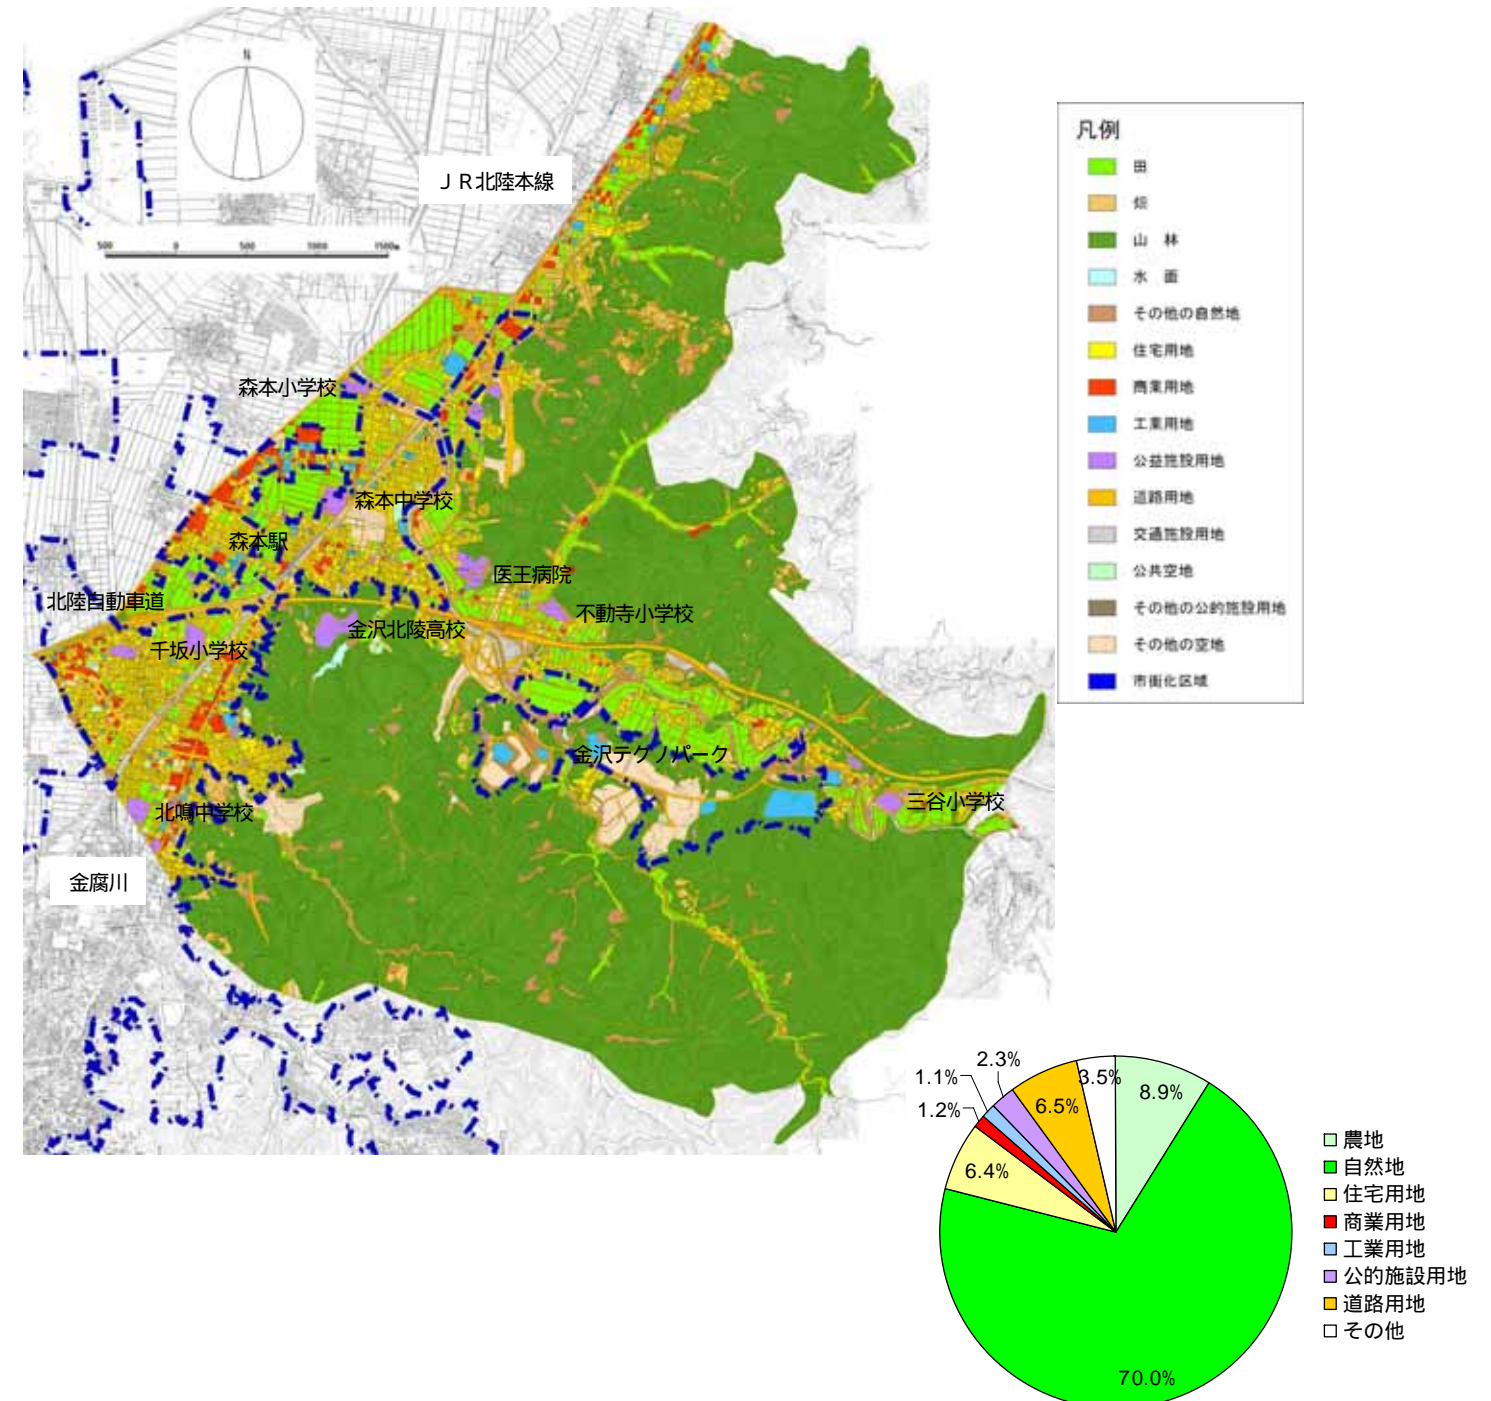 N
ＪＲ北陸本線
500 0 500 1000 1500m
森本小学校
森本中学校
森本駅
医王病院
北陸自動車道
不動寺小学校
金沢北陵高校
千坂小学校
金沢テクノパーク
三谷小学校
北鳴中学校
金腐川
凡例
田
畑
山　林
水　面
その他の自然地
住宅用地
商業用地
工業用地
公益施設用地
道路用地
交通施設用地
公共空地
その他の公的施設用地
その他の空地
市街化区域
2.3%
1.1%
3.5%
8.9%
1.2%
6.5%
6.4%
70.0%
農地
自然地
住宅用地
商業用地
工業用地
公的施設用地
道路用地
その他